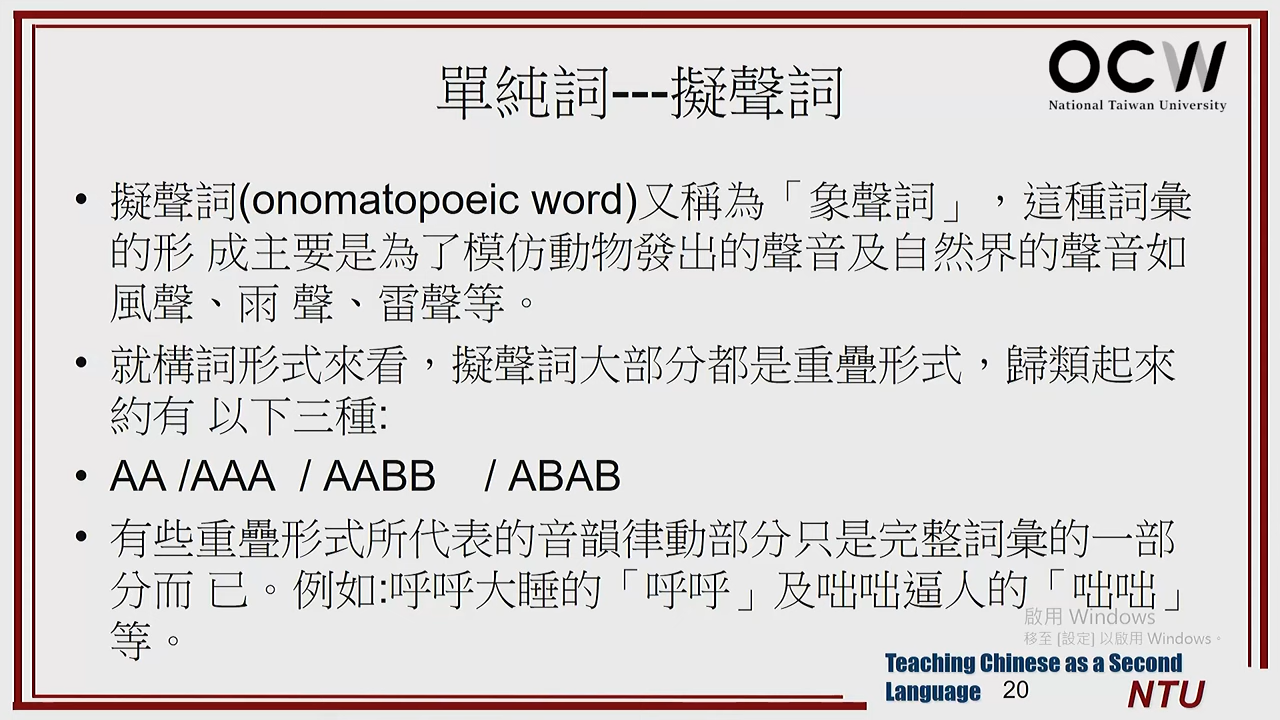 單純詞---擬聲詞
OCW
National Taiwan University
• 擬聲詞(onomatopoeic word)又稱為「象聲詞」，這種詞彙
的形 成主要是為了模仿動物發出的聲音及自然界的聲音如
風聲、雨 聲、雷聲等。
• 就構詞形式來看，擬聲詞大部分都是重疊形式，歸類起來
約有 以下三種:
• AA /AAA / AABB / ABAB
• 有些重疊形式所代表的音韻律動部分只是完整詞彙的一部
分而 已。例如:呼呼大睡的「呼呼」及咄咄逼人的「咄咄」
等。
啟用 Windows
移至 [設定] 以啟用 Windows。
Teaching Chinese as a Second
Language 20
NTU